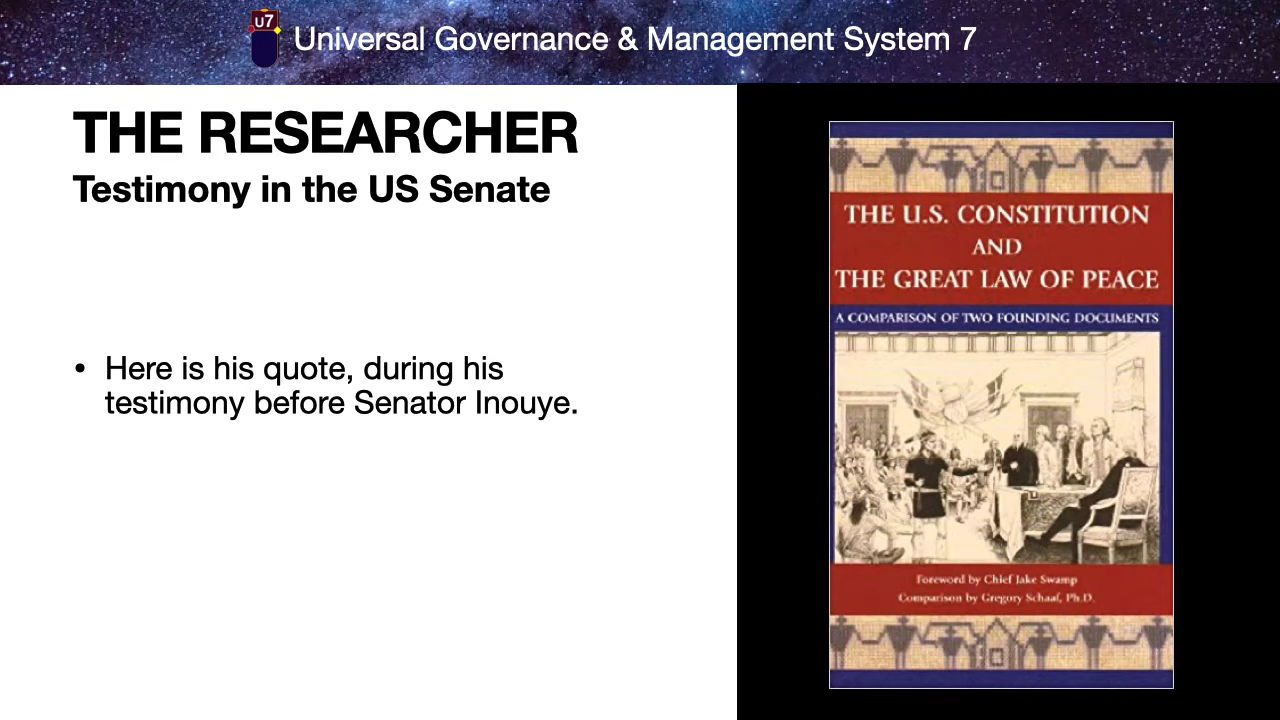 U7
Universal Governance & Management System 7
THE RESEARCHER
Testimony in the US Senate
• Here is his quote, during his
testimony before Senator Inouye.
THE U.S. CONSTITUTION
AND
THE GREAT LAW OF PEACE
A COMPARISON OF TWO FOUNDING DOCUMENTS
Foreword by Chief Jake Swamp
Comparison by Gregory Schaaf, Ph.D.